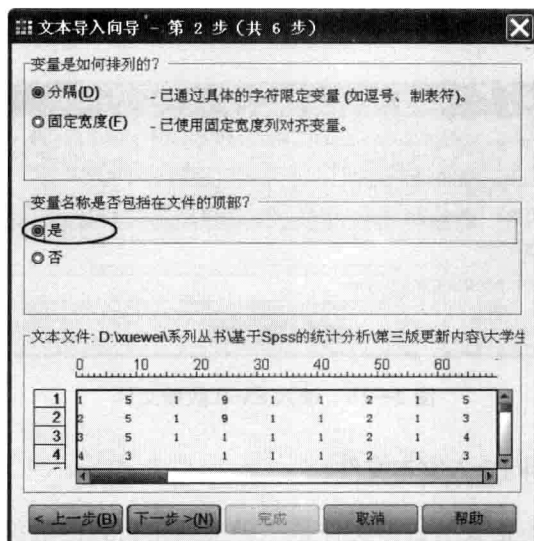 文本导入向导 - 第 2 步（共 6 步）
变量是如何排列的？
分隔(D) - 已通过具体的字符限定变量 (如逗号、制表符)。
固定宽度(F) - 已使用固定宽度列对齐变量。
变量名称是否包括在文件的顶部？
是
否
文本文件: D:\xuewei\系列丛书\基于Spss的统计分析\第三版更新内容\大学生
0 10 20 30 40 50 60
1 1 5 1 9 1 1 2 1 5
2 2 5 1 9 1 1 2 1 3
3 3 5 1 1 1 1 2 1 4
4 4 3 1 1 1 2 3
< 上一步(B) 下一步 >(N) 完成 取消 帮助